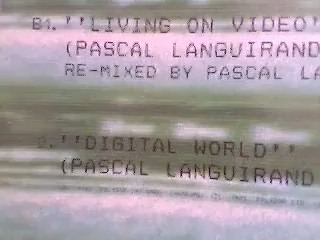 B1. ''LIVING ON VIDEO'
(PASCAL LANGUIRAND
RE-MIXED BY PASCAL LA
''DIGITAL WORLD''
(PASCAL LANGUIRAND